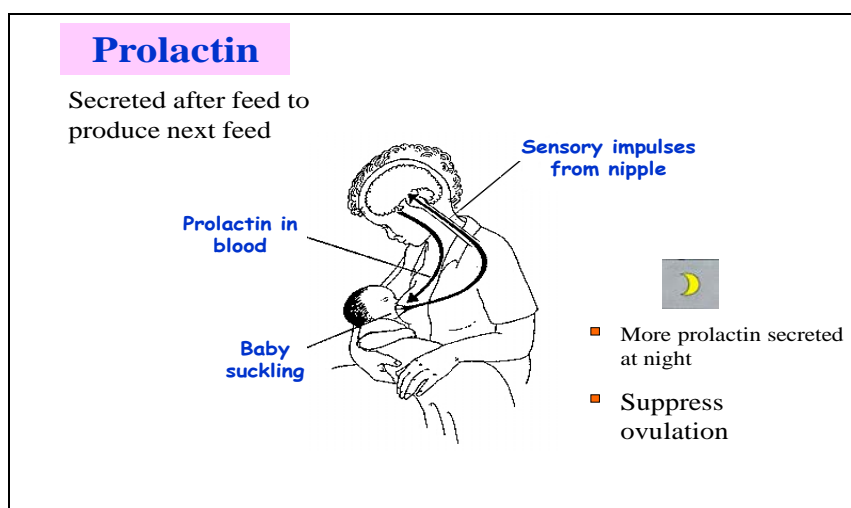 Prolactin
Secreted after feed to
produce next feed
Sensory impulses
from nipple
Prolactin in
blood
Baby
suckling
More prolactin secreted
at night
Suppress
ovulation